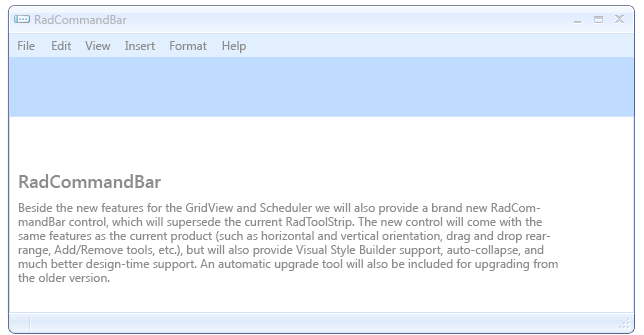 RadCommandBar
File Edit View Insert Format Help
RadCommandBar
Beside the new features for the GridView and Scheduler we will also provide a brand new RadCom-
mandBar control, which will supersede the current RadToolStrip. The new control will come with the
same features as the current product (such as horizontal and vertical orientation, drag and drop rear-
range, Add/Remove tools, etc.), but will also provide Visual Style Builder support, auto-collapse, and
much better design-time support. An automatic upgrade tool will also be included for upgrading from
the older version.